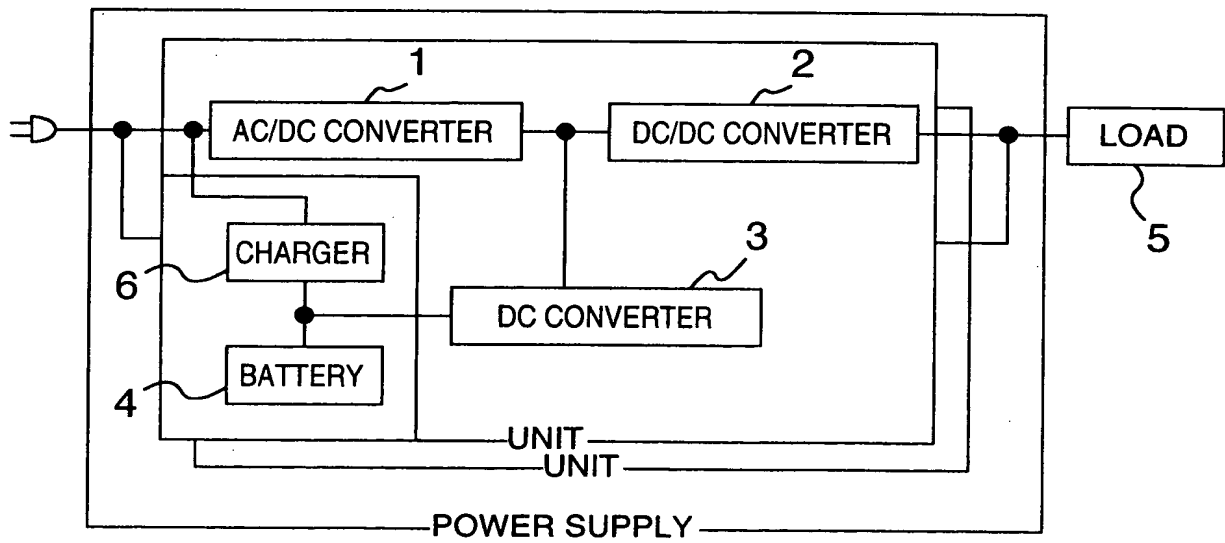 1
2
AC/DC CONVERTER
DC/DC CONVERTER
LOAD
5
CHARGER
6
3
DC CONVERTER
BATTERY
4
UNIT
UNIT
POWER SUPPLY